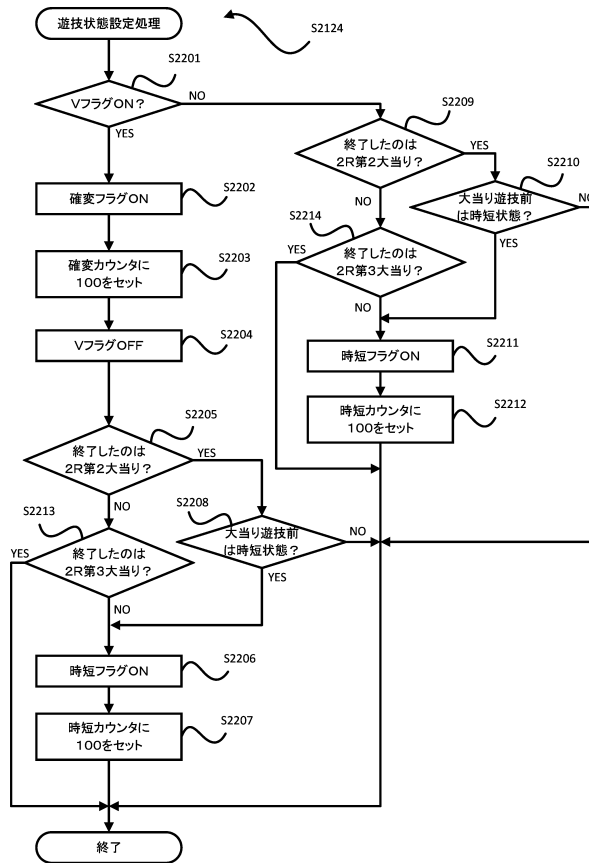 遊技状態設定処理
S2124
S2201
VフラグON?
NO
YES
S2202
確変フラグON
S2203
確変カウンタに
100をセット
S2204
VフラグOFF
S2205
終了したのは
2R第2大当り?
YES
NO
S2208
大当り遊技前
は時短状態?
NO
YES
S2213
終了したのは
2R第3大当り?
YES
NO
S2206
時短フラグON
S2207
時短カウンタに
100をセット
終了
S2209
終了したのは
2R第2大当り?
YES
NO
S2210
大当り遊技前
は時短状態?
NO
YES
S2214
終了したのは
2R第3大当り?
YES
NO
S2211
時短フラグON
S2212
時短カウンタに
100をセット